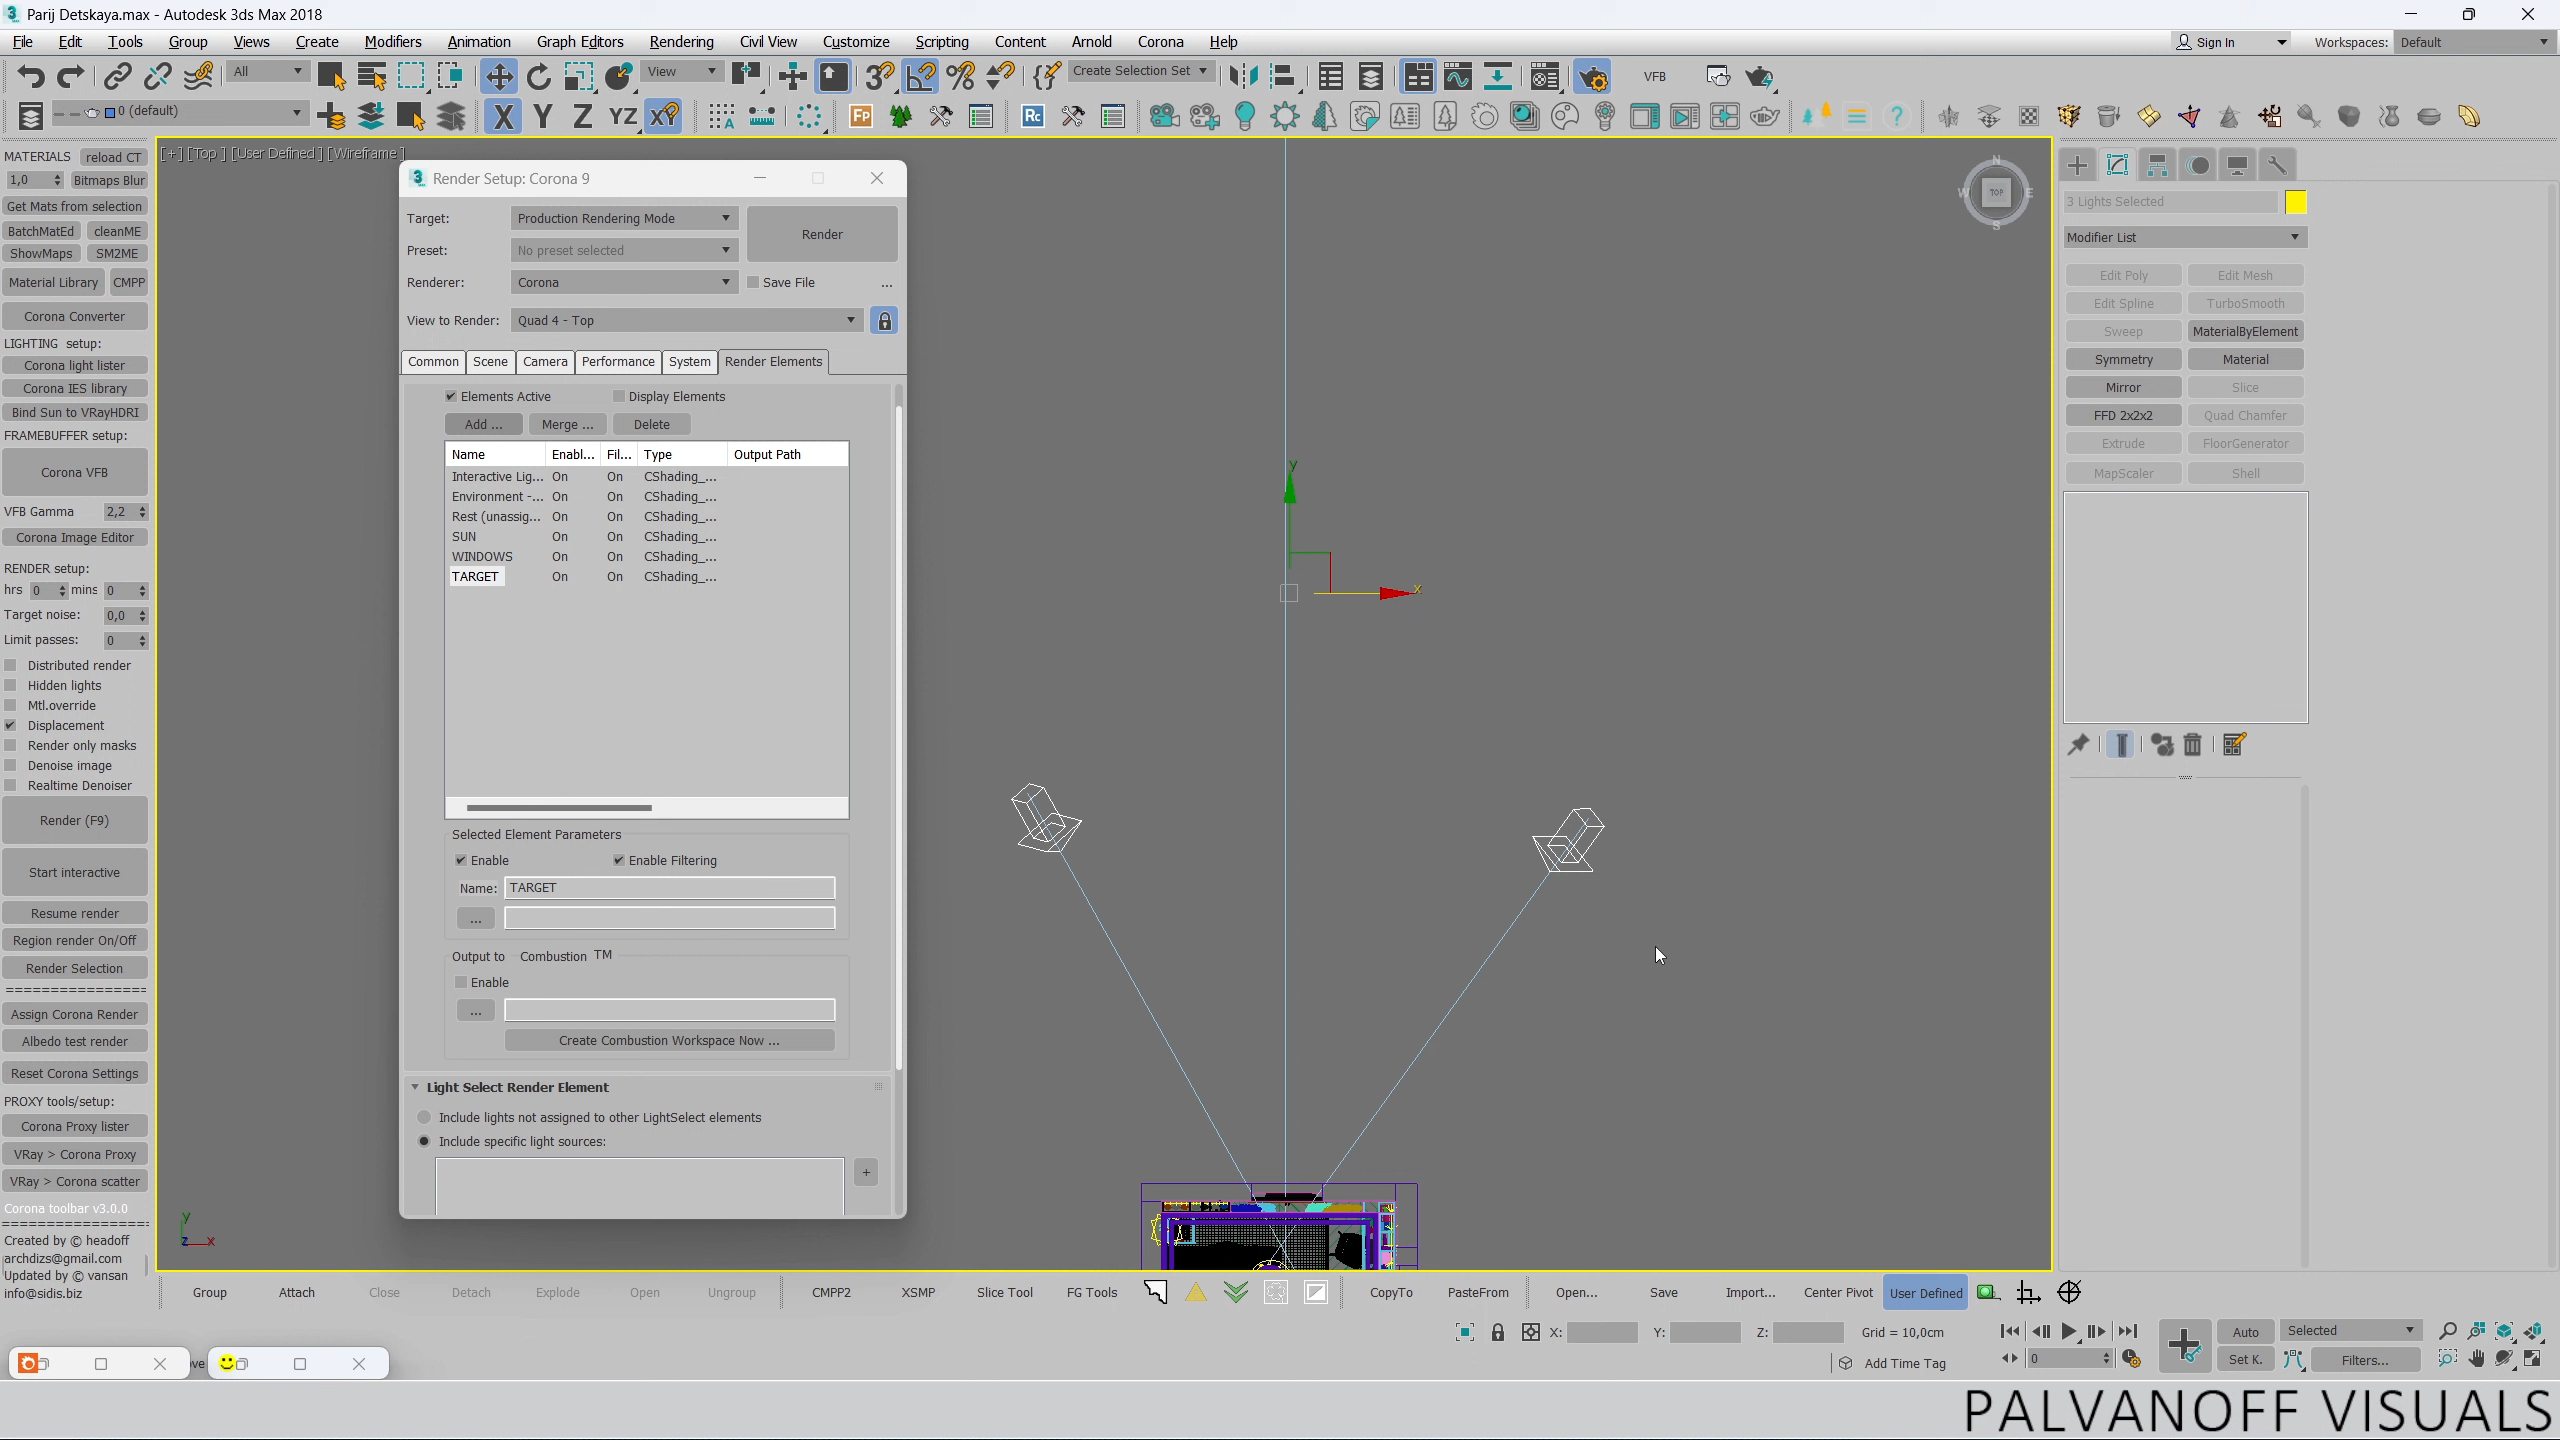 Parij Detskaya.max - Autodesk 3ds Max 2018
File Edit Tools Group Views Create Modifiers Animation Graph Editors Rendering Civil View Customize Scripting Content Arnold Corona Help
Sign In Workspaces: Default
All View Create Selection Set VFB
0 (default) X Y Z YZ XY Fp Rc
MATERIALS reload CT
1,0 Bitmaps Blur
Get Mats from selection
BatchMatEd cleanME
ShowMaps SM2ME
Material Library CMPP
Corona Converter
LIGHTING setup:
Corona light lister
Corona IES library
Bind Sun to VRayHDRI
FRAMEBUFFER setup:
Corona VFB
VFB Gamma 2,2
Corona Image Editor
RENDER setup:
hrs 0 mins 0
Target noise: 0,0
Limit passes: 0
Distributed render
Hidden lights
Mtl.override
Displacement
Render only masks
Denoise image
Realtime Denoiser
Render (F9)
Start interactive
Resume render
Region render On/Off
Render Selection
================
Assign Corona Render
Albedo test render
Reset Corona Settings
PROXY tools/setup:
Corona Proxy lister
VRay > Corona Proxy
VRay > Corona scatter
Corona toolbar v3.0.0
Created by © headoff
archdizs@gmail.com
Updated by © vansan
info@sidis.biz
[+] [Top ] [User Defined ] [Wireframe ]
Render Setup: Corona 9
Target: Production Rendering Mode Render
Preset: No preset selected
Renderer: Corona Save File ...
View to Render: Quad 4 - Top
Common Scene Camera Performance System Render Elements
Elements Active Display Elements
Add ... Merge ... Delete
Name Enabl... Fil... Type Output Path
Interactive Lig... On On CShading_...
Environment -... On On CShading_...
Rest (unassig... On On CShading_...
SUN On On CShading_...
WINDOWS On On CShading_...
TARGET On On CShading_...
Selected Element Parameters
Enable Enable Filtering
Name: TARGET
...
Output to Combustion TM
Enable
...
Create Combustion Workspace Now ...
Light Select Render Element
Include lights not assigned to other LightSelect elements
Include specific light sources:
+
y
x
N
W TOP E
S
y
z x
3 Lights Selected
Modifier List
Edit Poly Edit Mesh
Edit Spline TurboSmooth
Sweep MaterialByElement
Symmetry Material
Mirror Slice
FFD 2x2x2 Quad Chamfer
Extrude FloorGenerator
MapScaler Shell
Group Attach Close Detach Explode Open Ungroup CMPP2 XSMP Slice Tool FG Tools CopyTo PasteFrom Open... Save Import... Center Pivot User Defined
X: Y: Z: Grid = 10,0cm Auto Selected
ove Add Time Tag 0 Set K. Filters...
PALVANOFF VISUALS